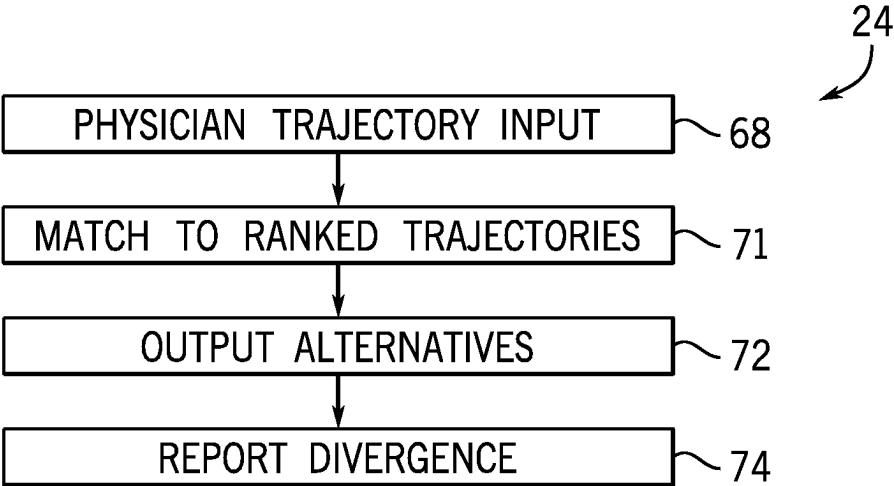 24
PHYSICIAN TRAJECTORY INPUT 68
MATCH TO RANKED TRAJECTORIES 71
OUTPUT ALTERNATIVES 72
REPORT DIVERGENCE 74